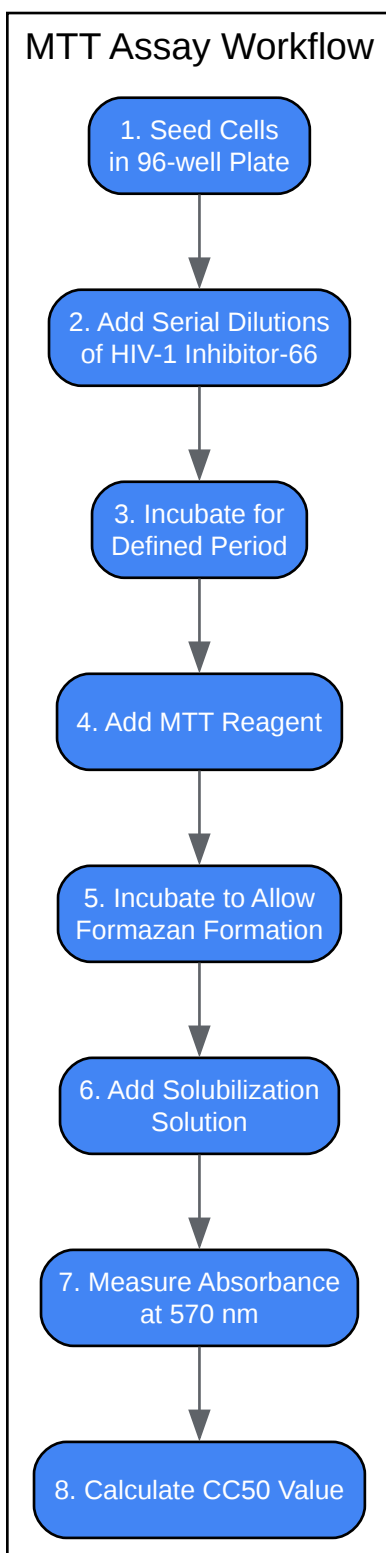 MTT Assay Workflow
1. Seed Cells
in 96-well Plate
2. Add Serial Dilutions
of HIV-1 Inhibitor-66
3. Incubate for
Defined Period
4. Add MTT Reagent
5. Incubate to Allow
Formazan Formation
6. Add Solubilization
Solution
7. Measure Absorbance
at 570 nm
8. Calculate CC50 Value